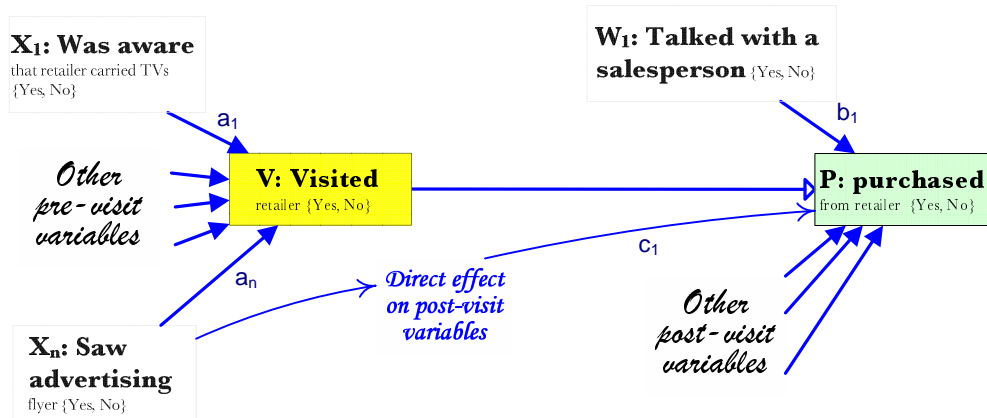 X₁: Was aware
that retailer carried TVs
{Yes, No}
a₁
W₁: Talked with a
salesperson {Yes, No}
b₁
Other
pre-visit
variables
V: Visited
retailer {Yes, No}
P: purchased
from retailer {Yes, No}
c₁
aₙ
Direct effect
on post-visit
variables
Other
post-visit
variables
Xₙ: Saw
advertising
flyer {Yes, No}